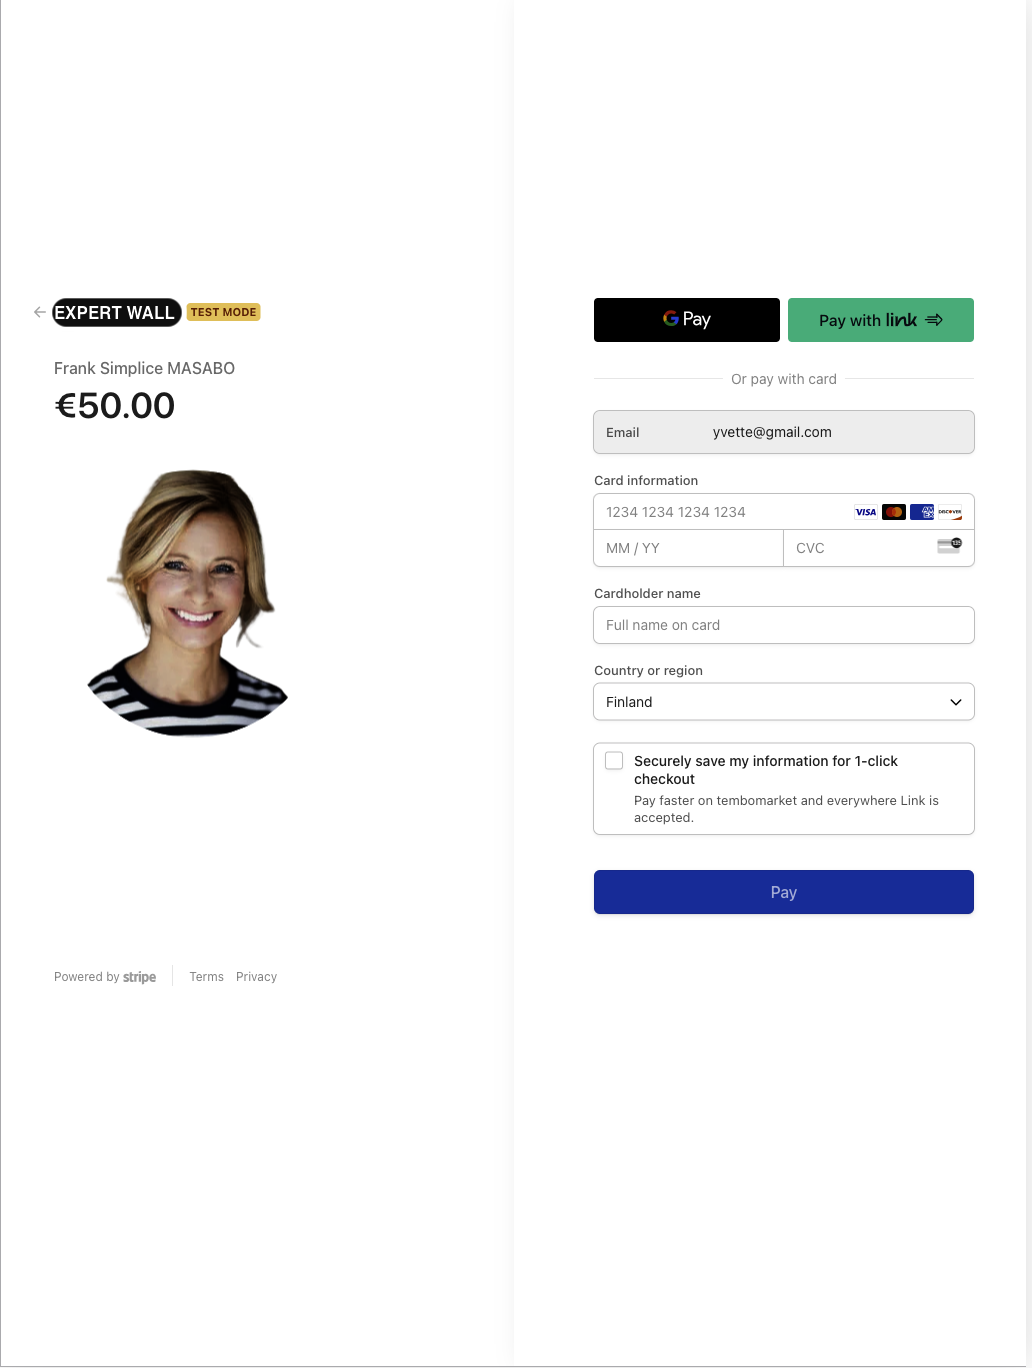 EXPERT WALL
TEST MODE
Frank Simplice MASABO
€50.00
Powered by stripe
Terms Privacy
G Pay
Pay with link
Or pay with card
Email yvette@gmail.com
Card information
1234 1234 1234 1234
VISA
AMEX
DISCOVER
MM / YY
CVC
135
Cardholder name
Full name on card
Country or region
Finland
Securely save my information for 1-click
checkout
Pay faster on tembomarket and everywhere Link is
accepted.
Pay